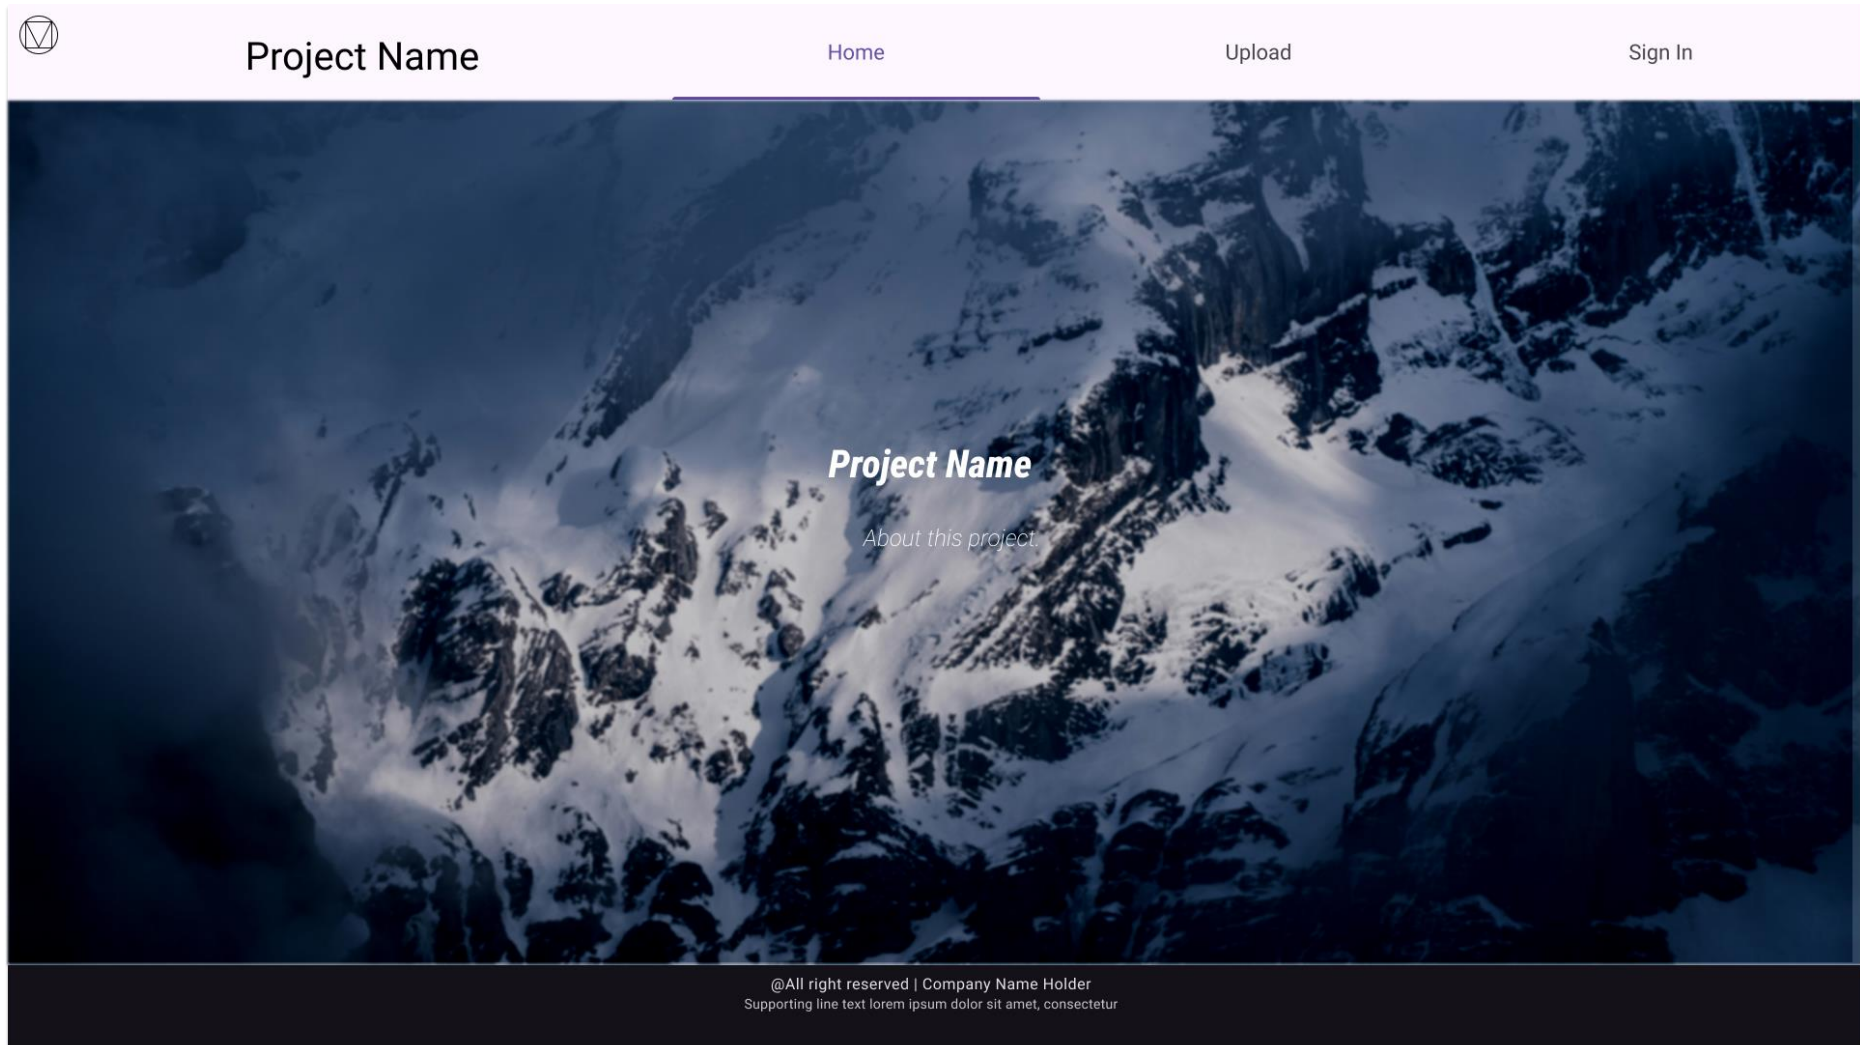 Project Name
Home
Upload
Sign In
Project Name
About this project.
@All right reserved | Company Name Holder
Supporting line text lorem ipsum dolor sit amet, consectetur